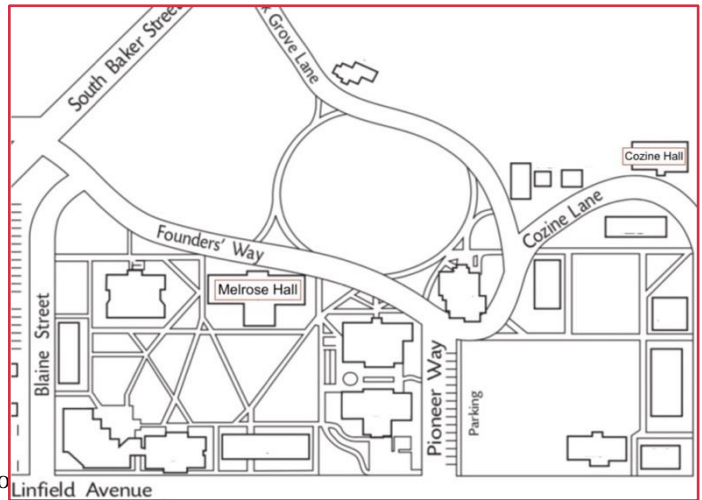 South Baker Street
Grove Lane
Cozine Hall
Cozine Lane
Founders' Way
Melrose Hall
Blaine Street
Pioneer Way
Parking
Linfield Avenue